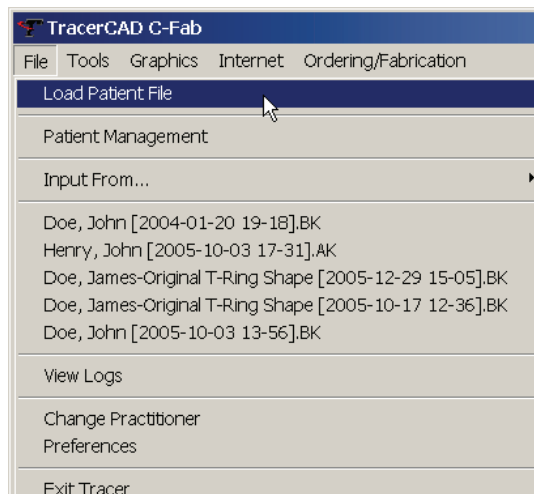 TracerCAD C-Fab
File Tools Graphics Internet Ordering/Fabrication
Load Patient File
Patient Management
Input From...
Doe, John [2004-01-20 19-18].BK
Henry, John [2005-10-03 17-31].AK
Doe, James-Original T-Ring Shape [2005-12-29 15-05].BK
Doe, James-Original T-Ring Shape [2005-10-17 12-36].BK
Doe, John [2005-10-03 13-56].BK
View Logs
Change Practitioner
Preferences
Exit Tracer